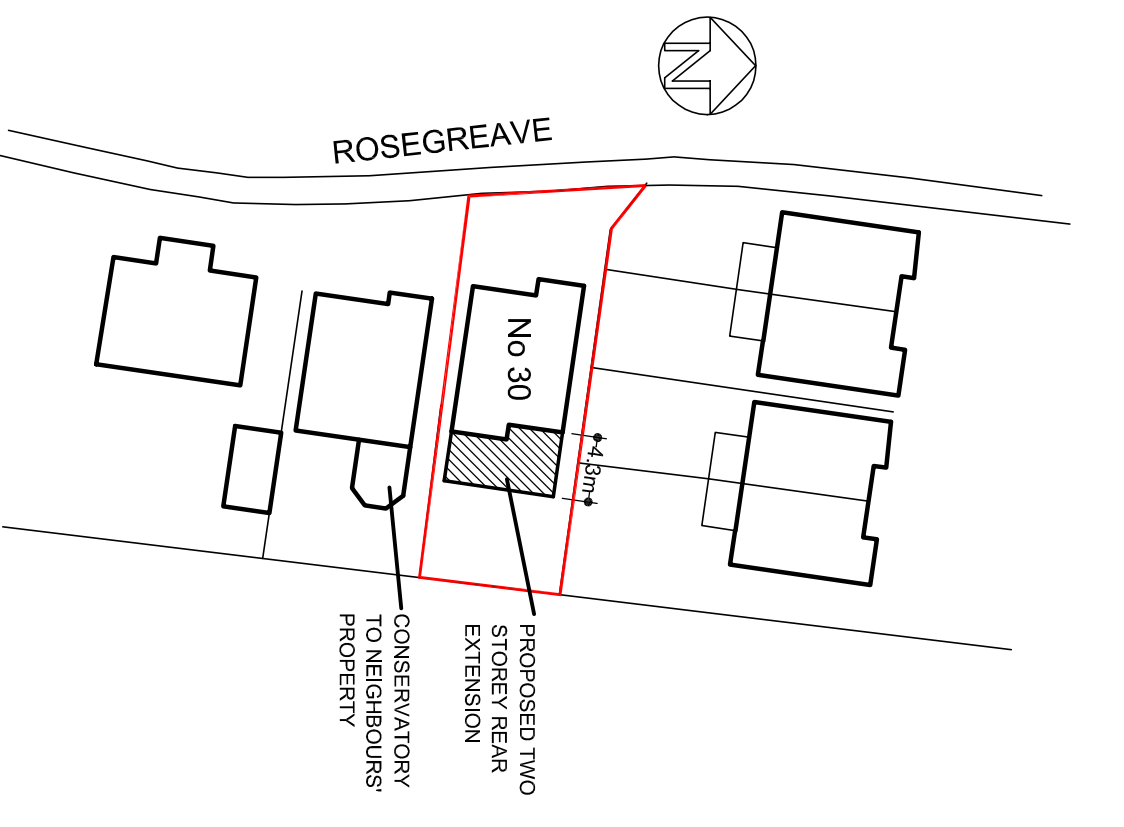 N
ROSEGREAVE
No 30
4.3m
CONSERVATORY
TO NEIGHBOURS'
PROPERTY
PROPOSED TWO
STOREY REAR
EXTENSION